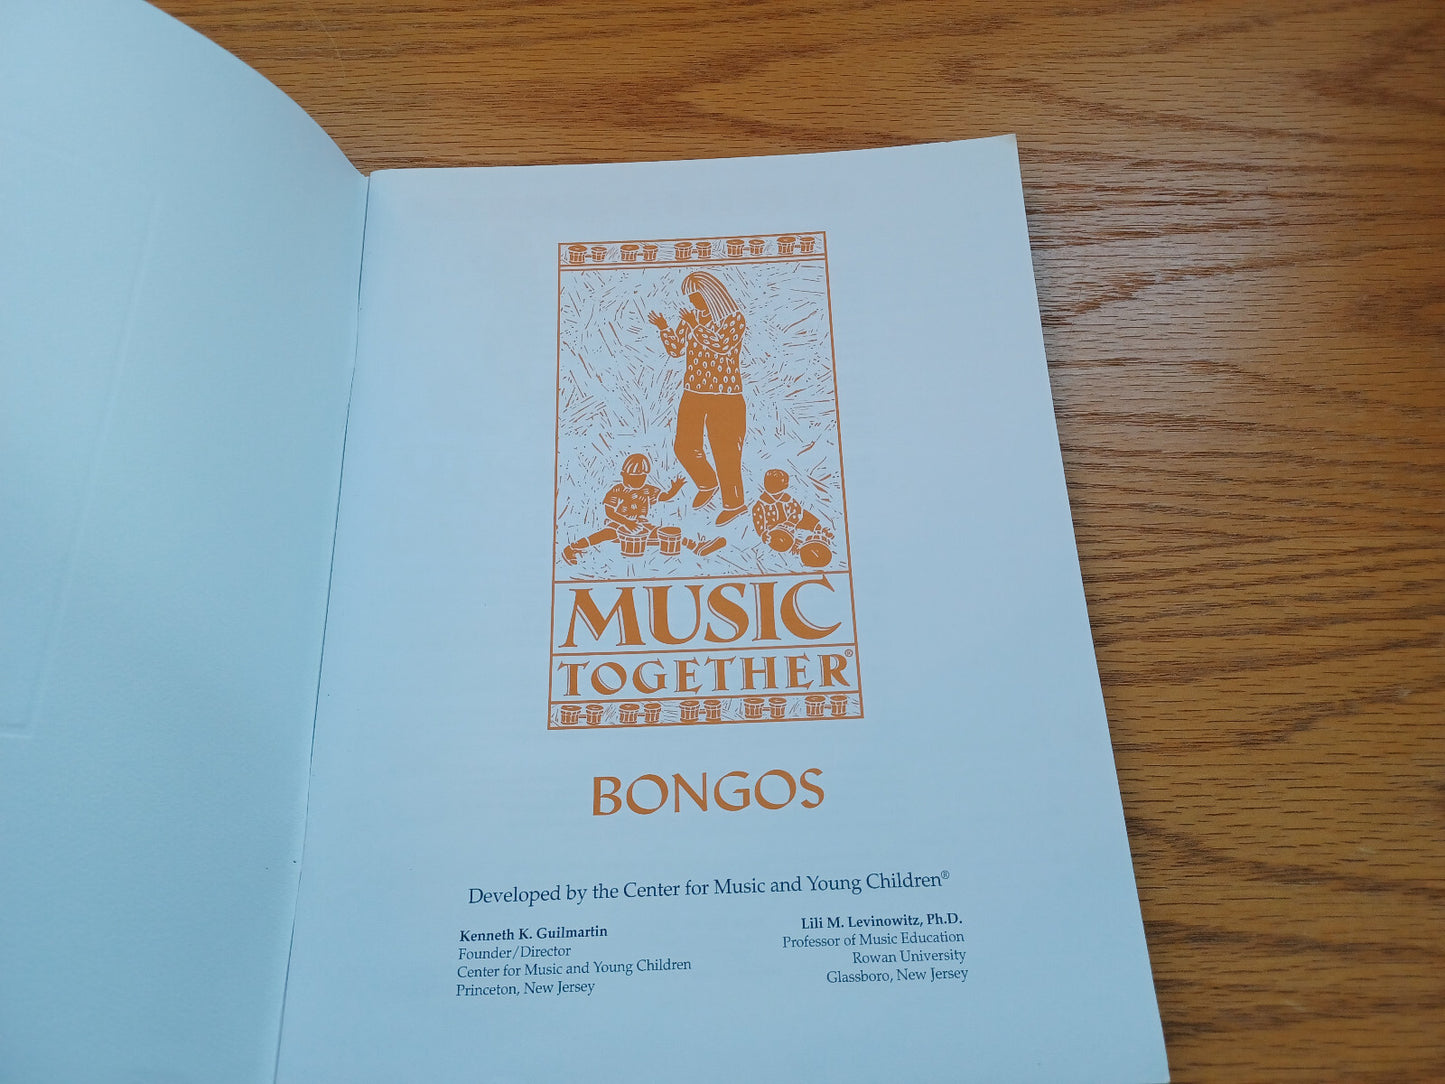 MUSIC
TOGETHER®
BONGOS
Developed by the Center for Music and Young Children®
Kenneth K. Guilmartin
Founder/Director
Center for Music and Young Children
Princeton, New Jersey
Lili M. Levinowitz, Ph.D.
Professor of Music Education
Rowan University
Glassboro, New Jersey